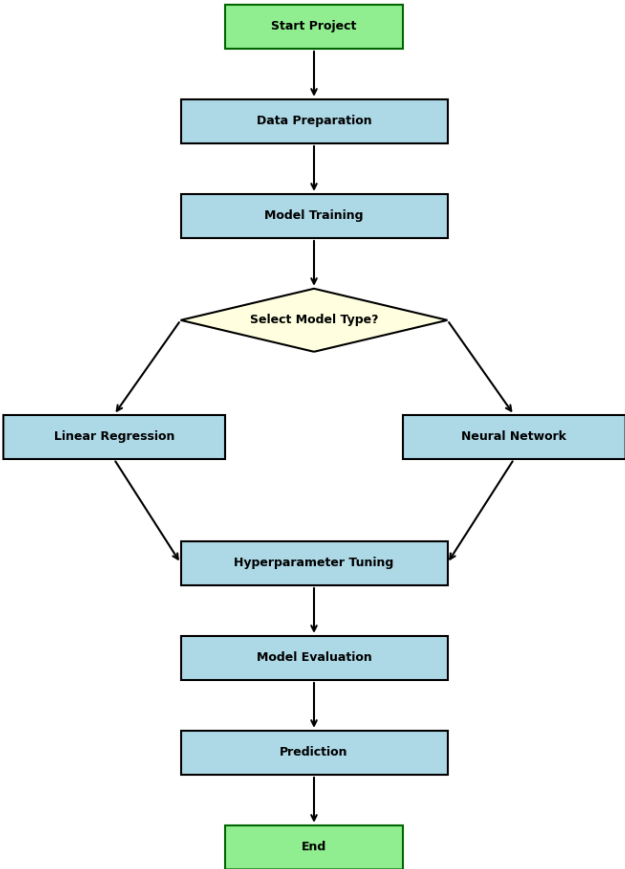 Start Project
Data Preparation
Model Training
Select Model Type?
Linear Regression
Neural Network
Hyperparameter Tuning
Model Evaluation
Prediction
End